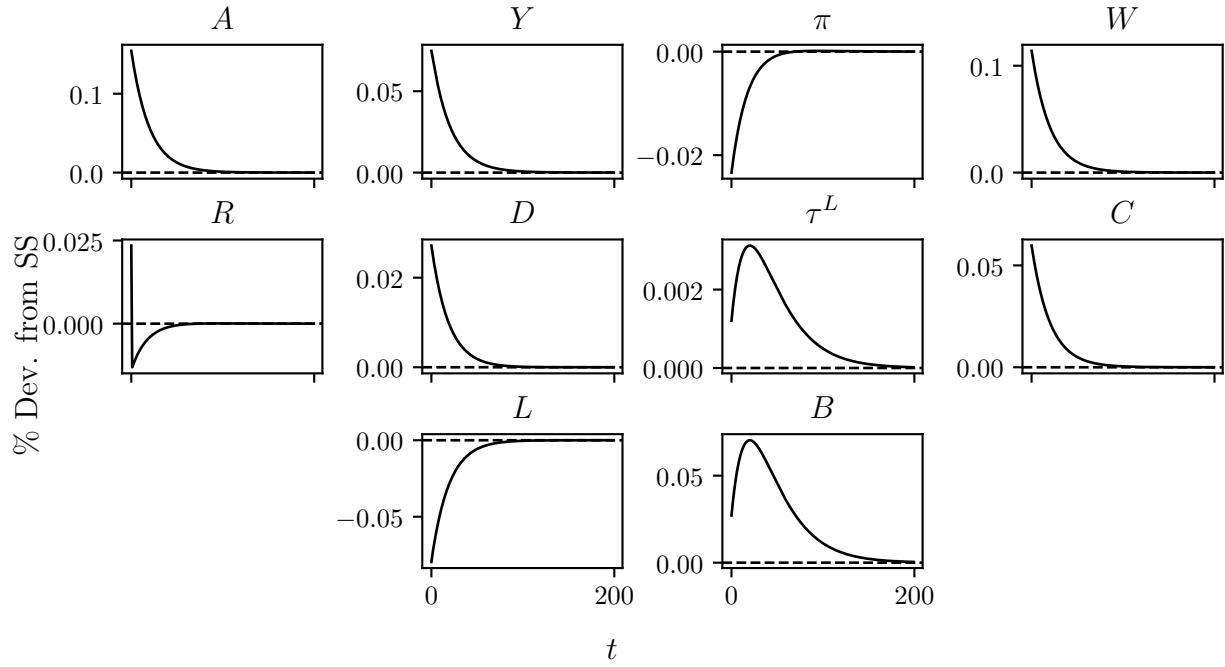 A Y π W
0.1 0.05 0.00 0.1
0.0 0.00 −0.02 0.0
R D τ^L C
0.025 0.02 0.002 0.05
0.000 0.00 0.000 0.00
% Dev. from SS
L B
0.00 0.05
−0.05 0.00
0 200 0 200
t